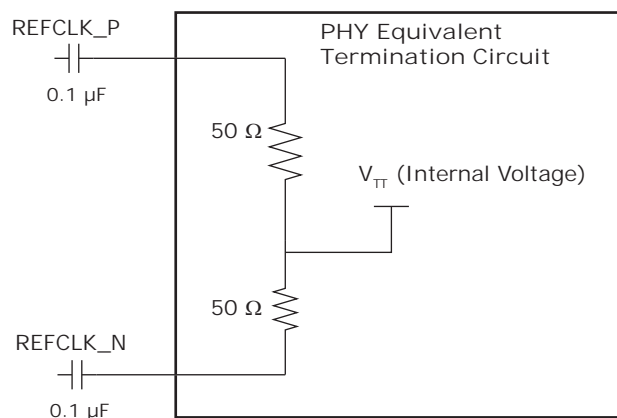 REFCLK_P
0.1 µF
PHY Equivalent
Termination Circuit
50 Ω
V_TT (Internal Voltage)
50 Ω
REFCLK_N
0.1 µF